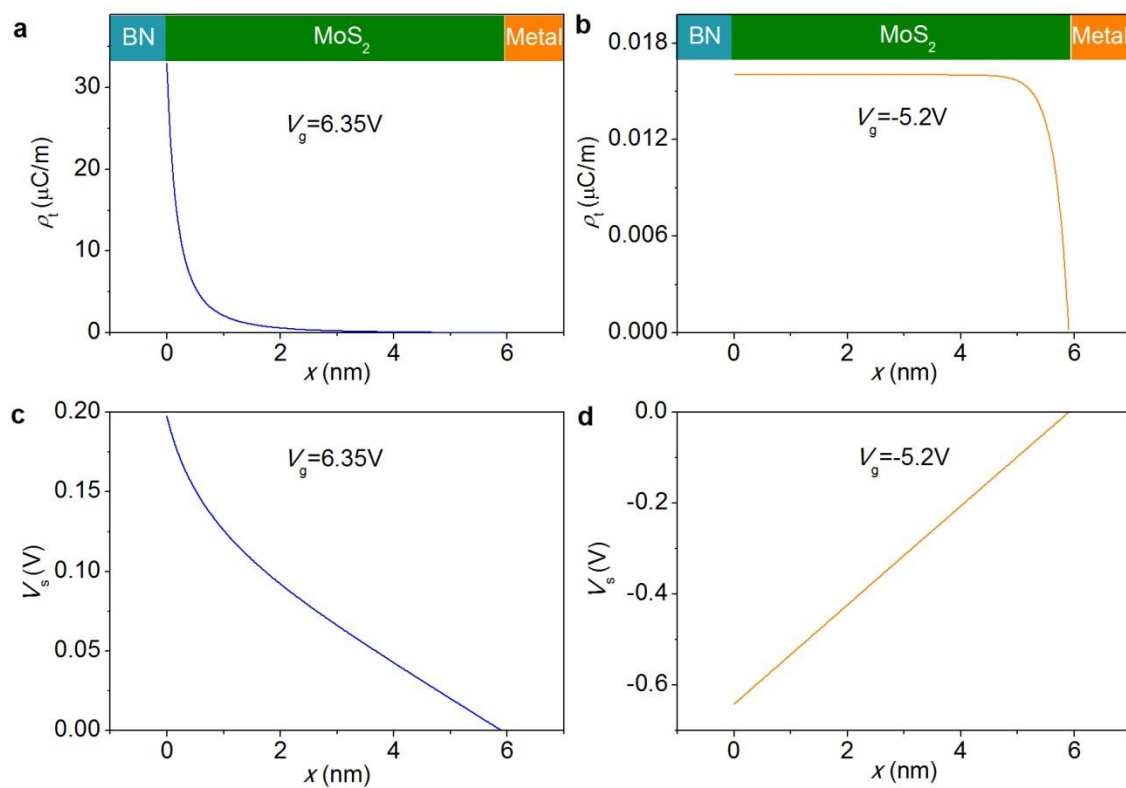 a
BN MoS₂ Metal
30
20
10
0
ρt (μC/m)
Vg=6.35V
0 2 4 6
x (nm)
b
BN MoS₂ Metal
0.018
0.012
0.006
0.000
ρt (μC/m)
Vg=-5.2V
0 2 4 6
x (nm)
c
0.20
0.15
0.10
0.05
0.00
Vs (V)
Vg=6.35V
0 2 4 6
x (nm)
d
0.0
-0.2
-0.4
-0.6
Vs (V)
Vg=-5.2V
0 2 4 6
x (nm)